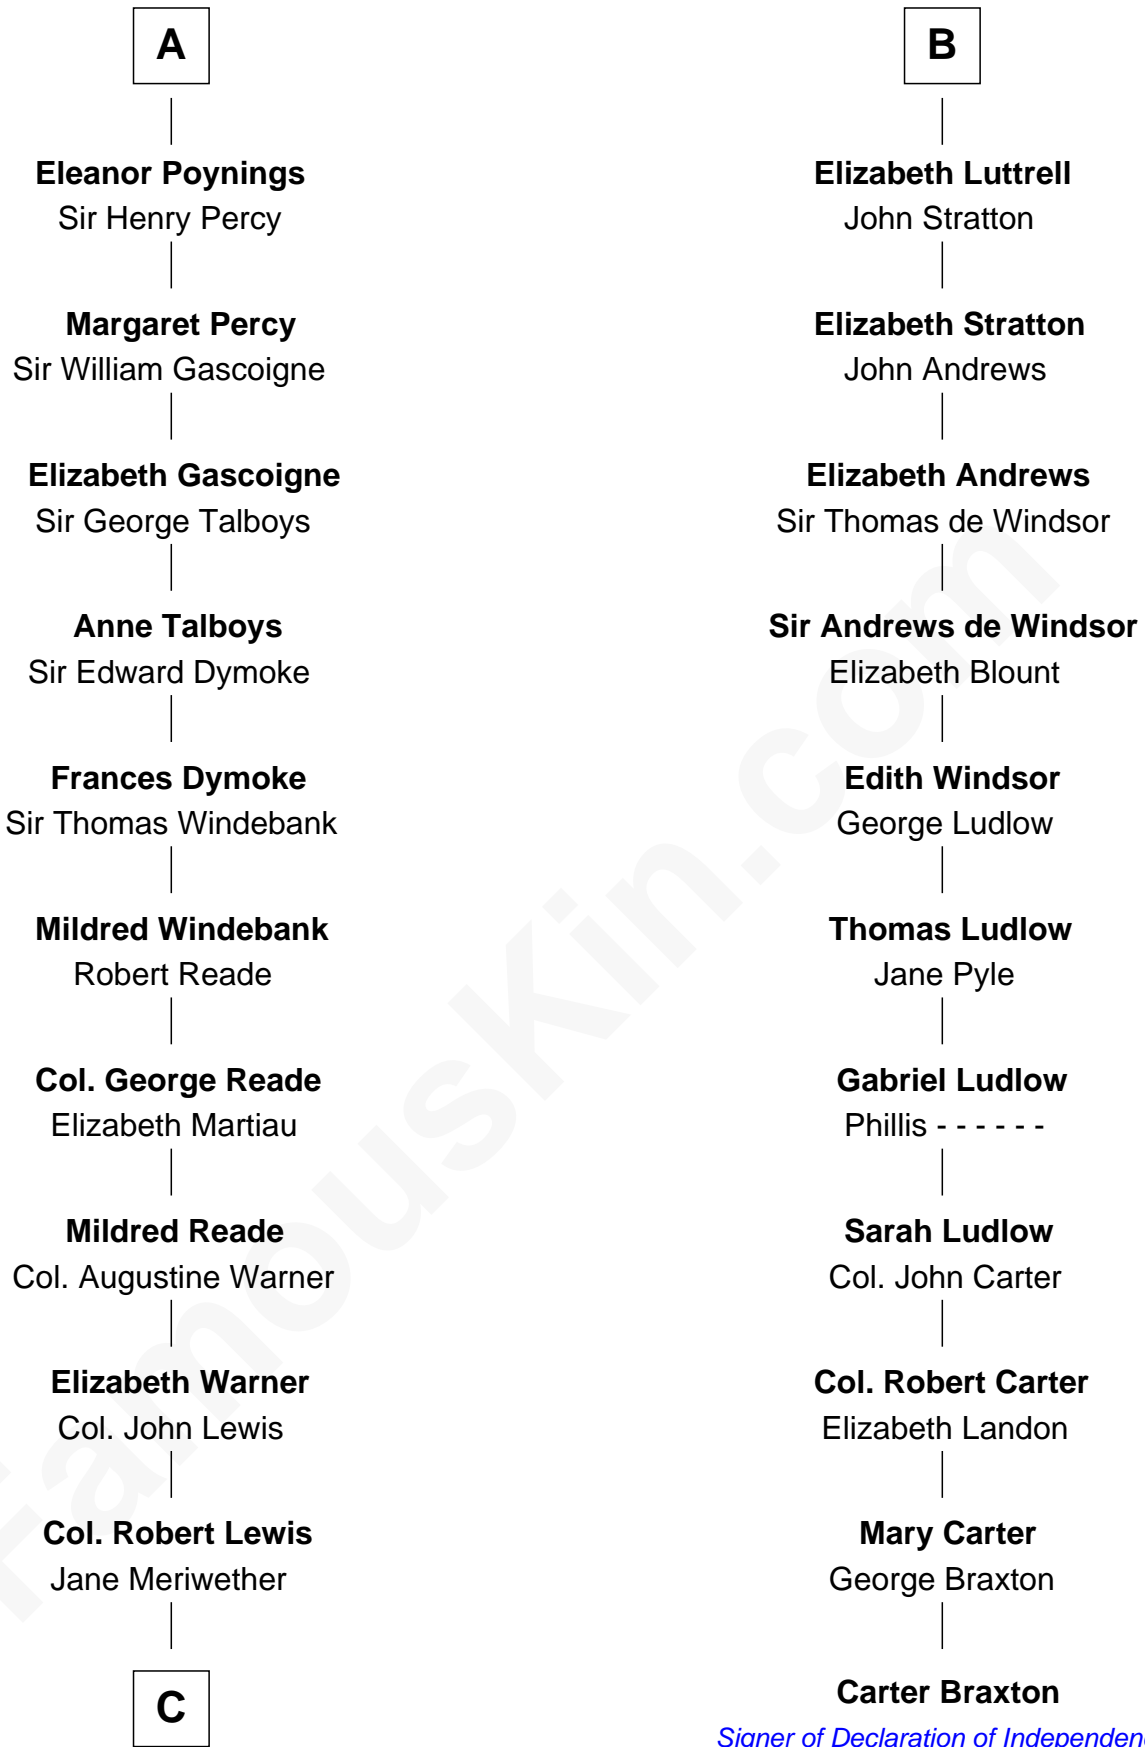 A
Eleanor Poynings
Sir Henry Percy
Margaret Percy
Sir William Gascoigne
Elizabeth Gascoigne
Sir George Talboys
Anne Talboys
Sir Edward Dymoke
Frances Dymoke
Sir Thomas Windebank
Mildred Windebank
Robert Reade
Col. George Reade
Elizabeth Martiau
Mildred Reade
Col. Augustine Warner
Elizabeth Warner
Col. John Lewis
Col. Robert Lewis
Jane Meriwether
C
B
Elizabeth Luttrell
John Stratton
Elizabeth Stratton
John Andrews
Elizabeth Andrews
Sir Thomas de Windsor
Sir Andrews de Windsor
Elizabeth Blount
Edith Windsor
George Ludlow
Thomas Ludlow
Jane Pyle
Gabriel Ludlow
Phillis - - - - - -
Sarah Ludlow
Col. John Carter
Col. Robert Carter
Elizabeth Landon
Mary Carter
George Braxton
Carter Braxton
Signer of Declaration of Independen
FamousKin.com